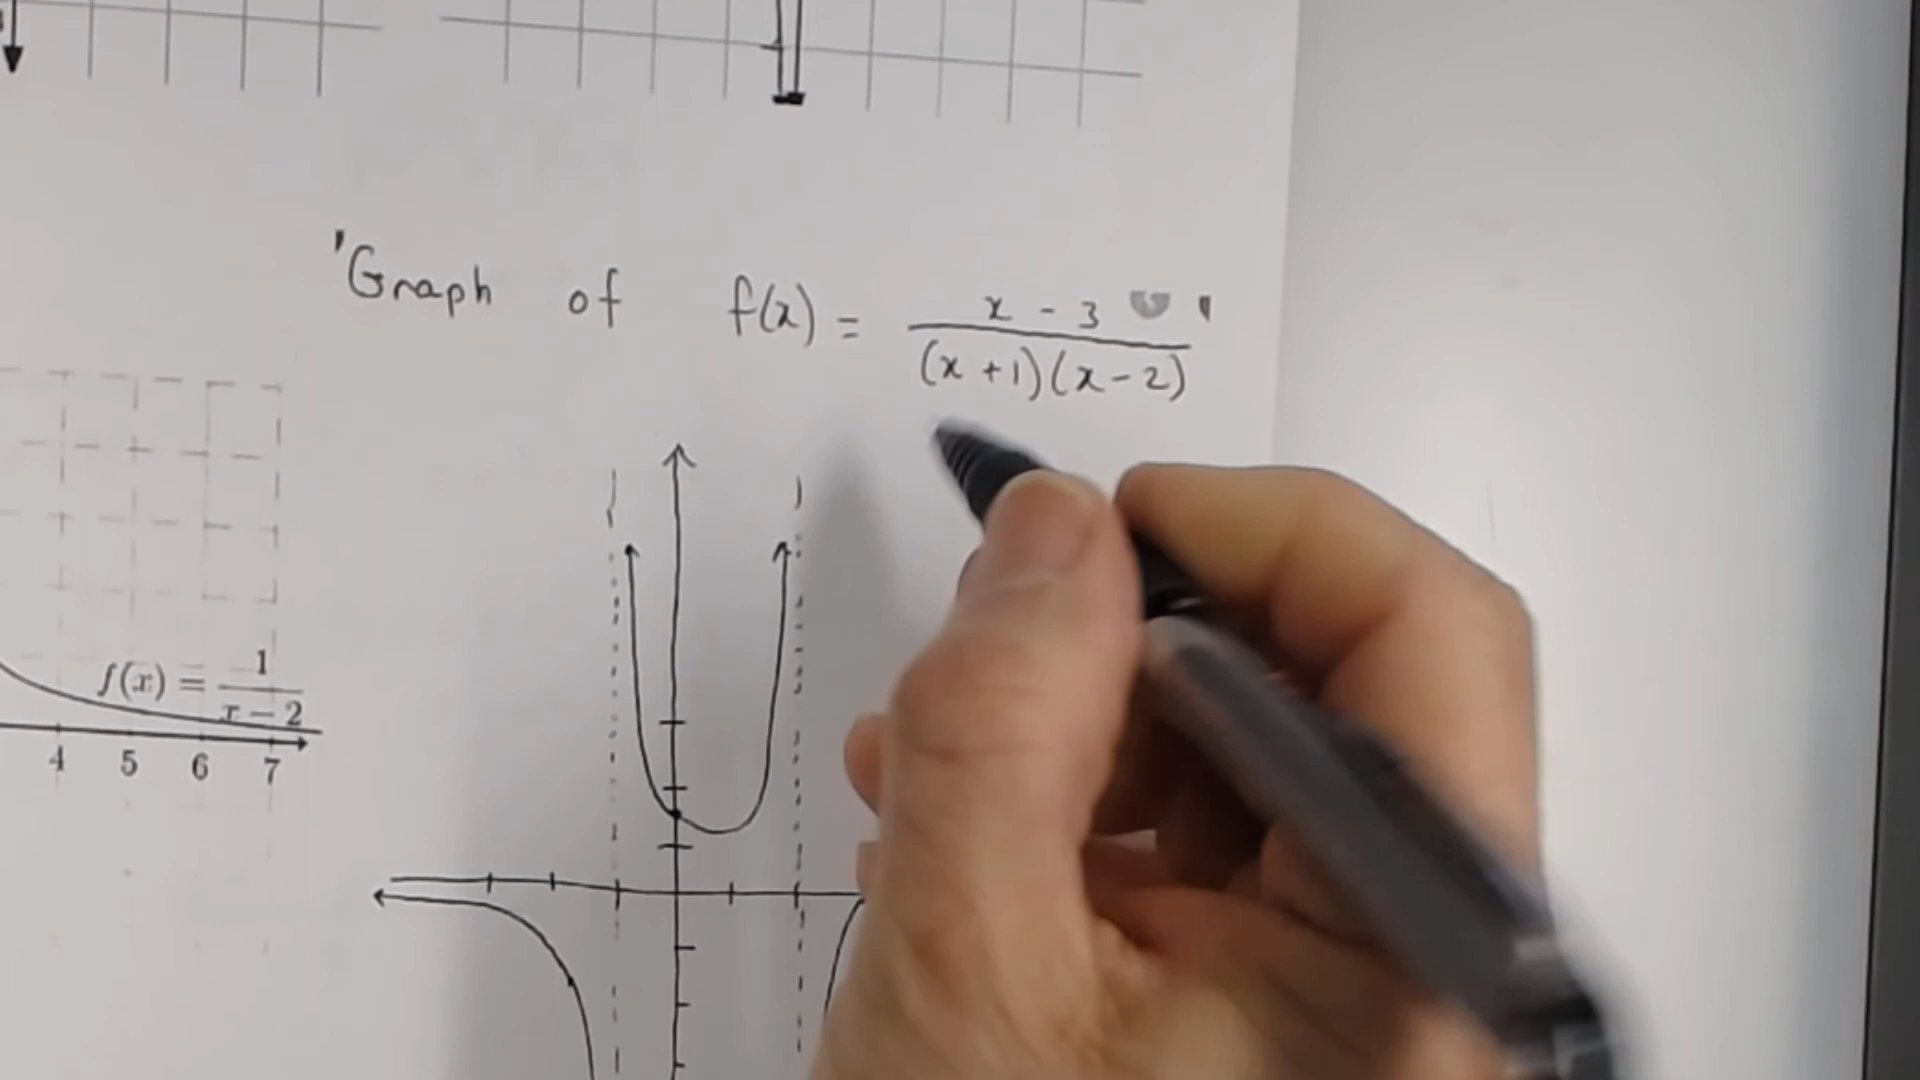 'Graph of f(x) = x - 3 '
(x + 1)(x - 2)
f(x) = 1
x - 2
4 5 6 7